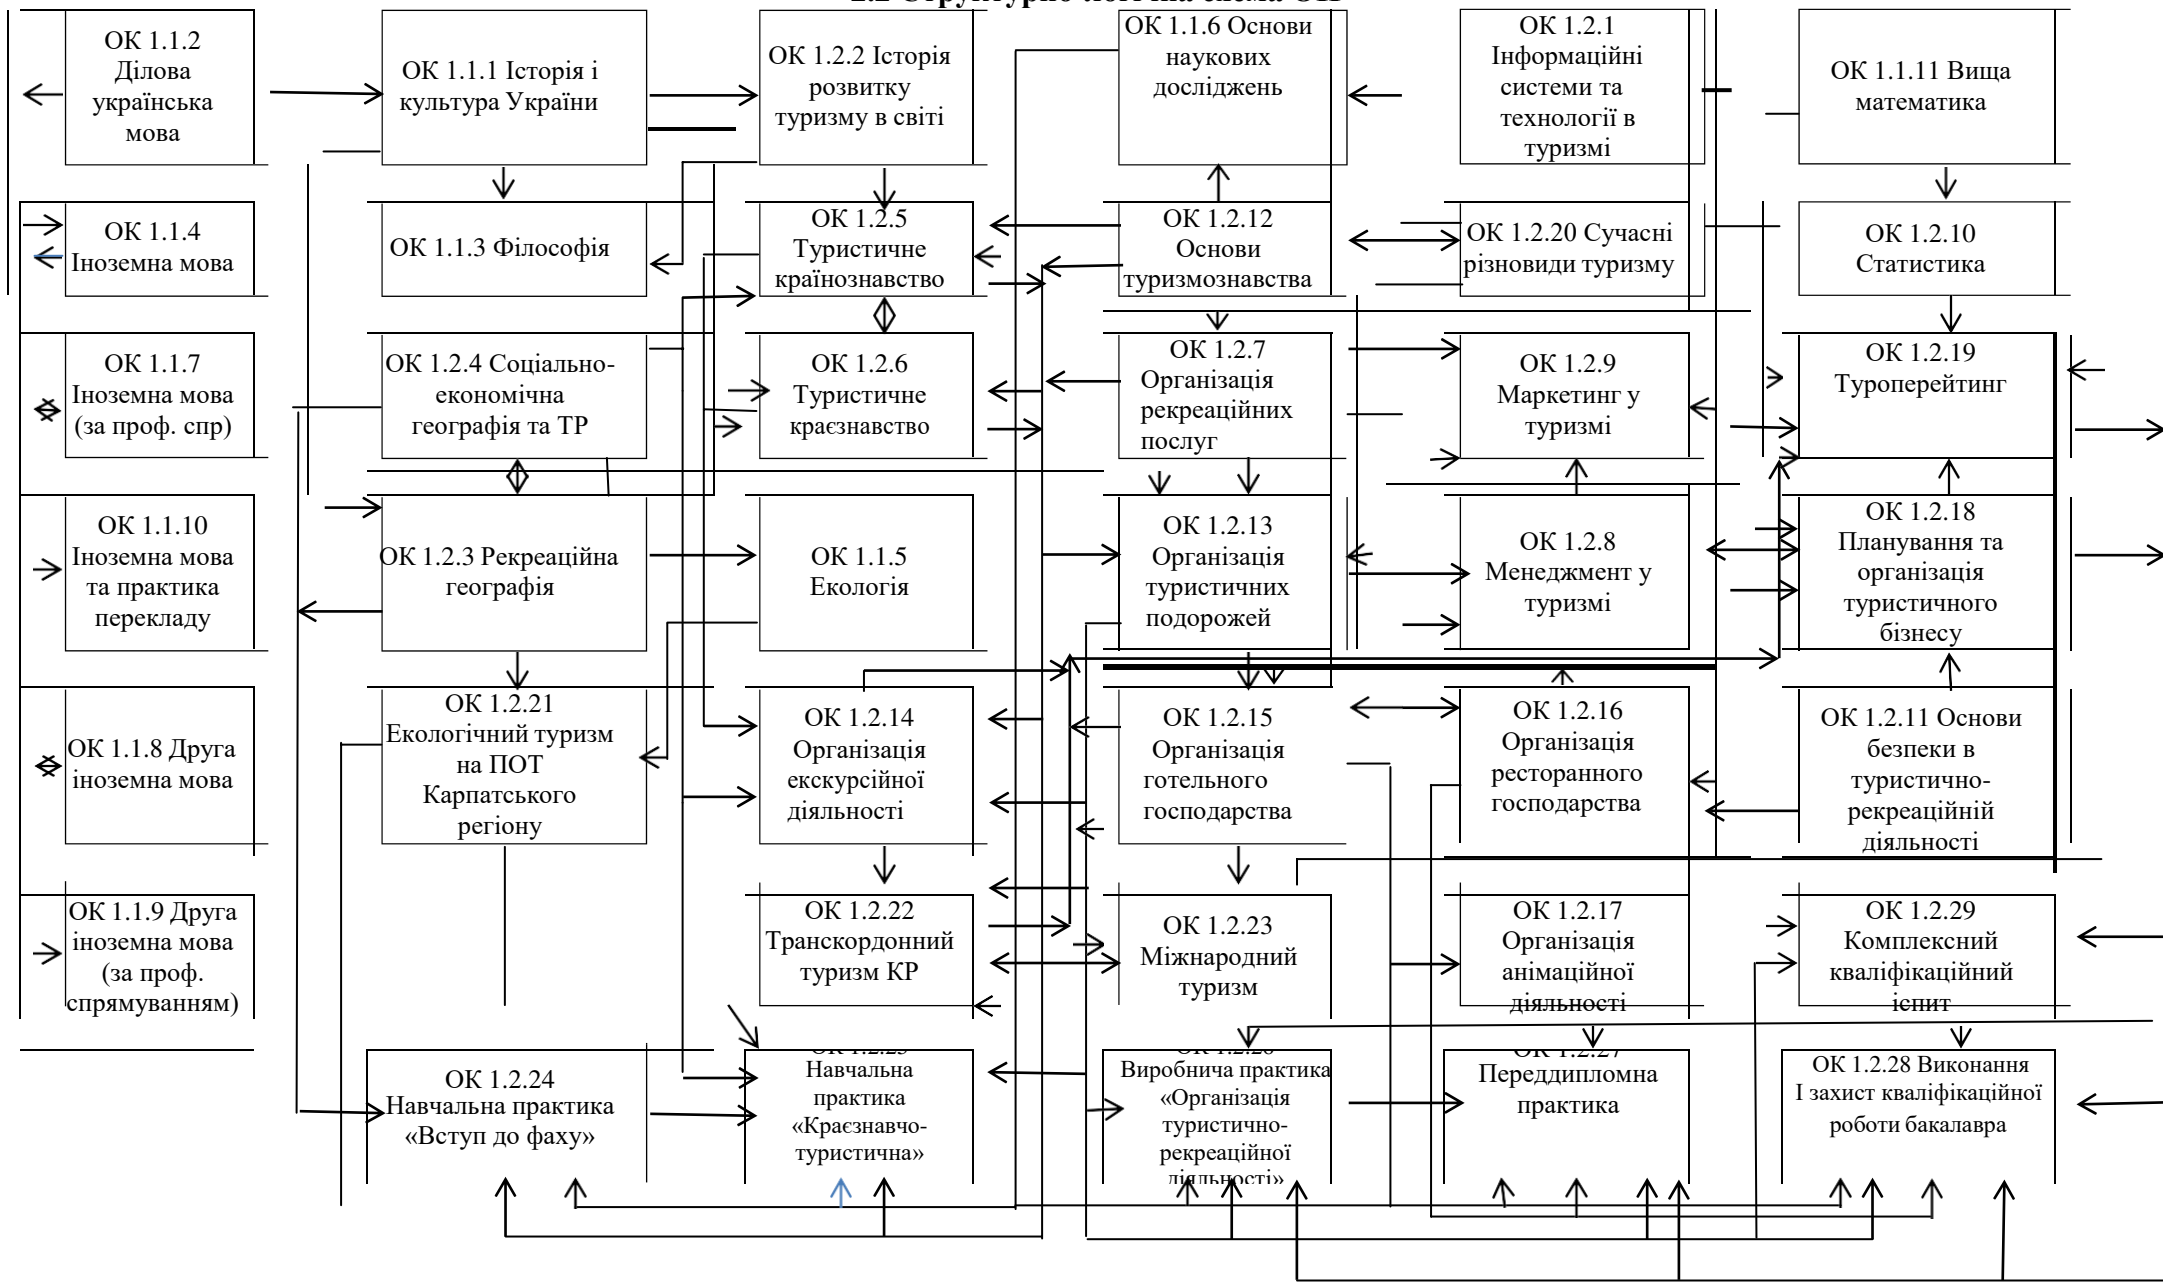 ОК 1.1.2
Ділова
українська
мова
ОК 1.1.1 Історія і
культура України
ОК 1.2.2 Історія
розвитку
туризму в світі
ОК 1.1.6 Основи
наукових
досліджень
ОК 1.2.1
Інформаційні
системи та
технології в
туризмі
ОК 1.1.11 Вища
математика
ОК 1.1.4
Іноземна мова
ОК 1.1.3 Філософія
ОК 1.2.5
Туристичне
країнознавство
ОК 1.2.12
Основи
туризмознавства
ОК 1.2.20 Сучасні
різновиди туризму
ОК 1.2.10
Статистика
ОК 1.1.7
Іноземна мова
(за проф. спр)
ОК 1.2.4 Соціально-
економічна
географія та ТР
ОК 1.2.6
Туристичне
краєзнавство
ОК 1.2.7
Організація
рекреаційних
послуг
ОК 1.2.9
Маркетинг у
туризмі
ОК 1.2.19
Туроперейтинг
ОК 1.1.10
Іноземна мова
та практика
перекладу
ОК 1.2.3 Рекреаційна
географія
ОК 1.1.5
Екологія
ОК 1.2.13
Організація
туристичних
подорожей
ОК 1.2.8
Менеджмент у
туризмі
ОК 1.2.18
Планування та
організація
туристичного
бізнесу
ОК 1.1.8 Друга
іноземна мова
ОК 1.2.21
Екологічний туризм
на ПОТ
Карпатського
регіону
ОК 1.2.14
Організація
екскурсійної
діяльності
ОК 1.2.15
Організація
готельного
господарства
ОК 1.2.16
Організація
ресторанного
господарства
ОК 1.2.11 Основи
безпеки в
туристично-
рекреаційній
діяльності
ОК 1.1.9 Друга
іноземна мова
(за проф.
спрямуванням)
ОК 1.2.22
Транскордонний
туризм КР
ОК 1.2.23
Міжнародний
туризм
ОК 1.2.17
Організація
анімаційної
діяльності
ОК 1.2.29
Комплексний
кваліфікаційний
іспит
ОК 1.2.24
Навчальна практика
«Вступ до фаху»
Навчальна
практика
«Краєзнавчо-
туристична»
Виробнича практика
«Організація
туристично-
рекреаційної
діяльності»
ОК 1.2.27
Переддипломна
практика
ОК 1.2.28 Виконання
І захист кваліфікаційної
роботи бакалавра